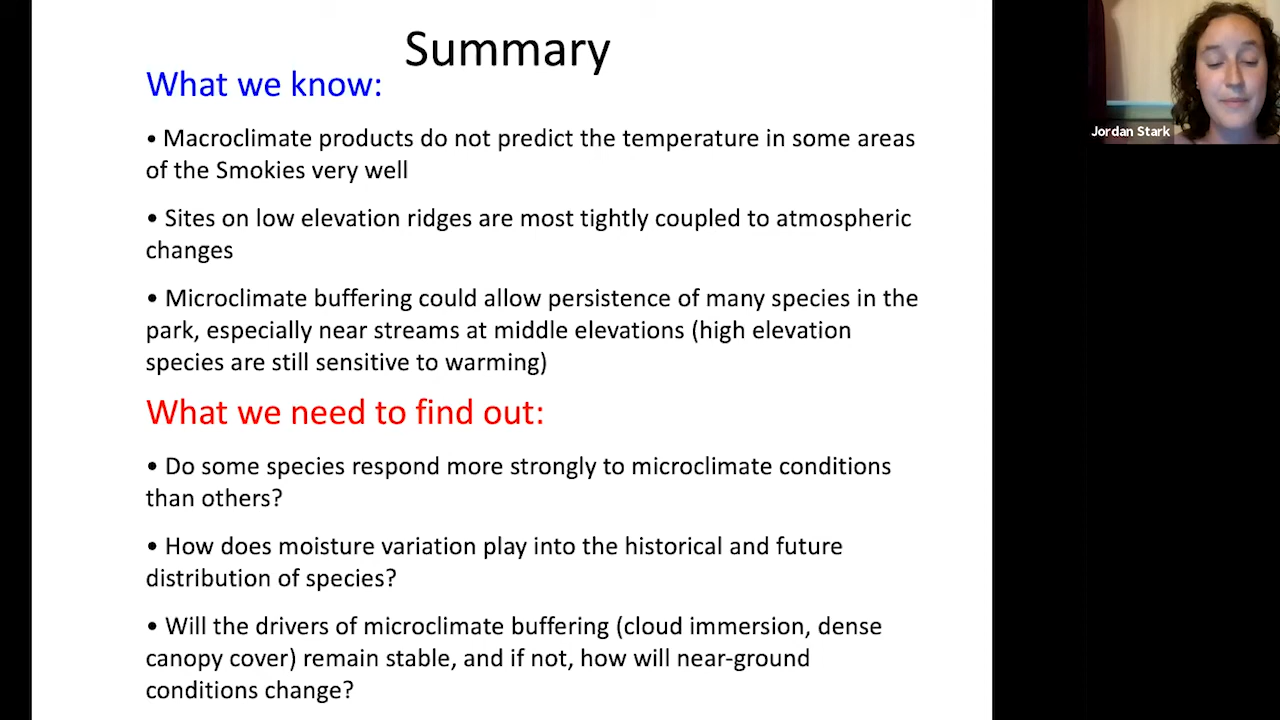 Summary
What we know:
• Macroclimate products do not predict the temperature in some areas
of the Smokies very well
• Sites on low elevation ridges are most tightly coupled to atmospheric
changes
• Microclimate buffering could allow persistence of many species in the
park, especially near streams at middle elevations (high elevation
species are still sensitive to warming)
What we need to find out:
• Do some species respond more strongly to microclimate conditions
than others?
• How does moisture variation play into the historical and future
distribution of species?
• Will the drivers of microclimate buffering (cloud immersion, dense
canopy cover) remain stable, and if not, how will near-ground
conditions change?
Jordan Stark